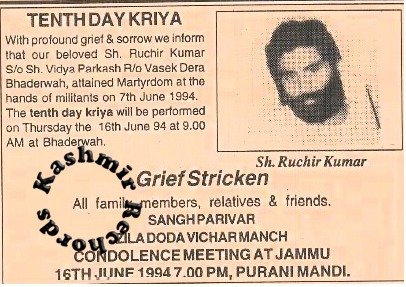 TENTH DAY KRIYA
With profound grief & sorrow we inform
that our beloved Sh. Ruchir Kumar
S/o Sh. Vidya Parkash R/o Vasek Dera
Bhaderwah, attained Martyrdom at the
hands of militants on 7th June 1994.
The tenth day kriya will be performed
on Thursday the 16th June 94 at 9.00
AM at Bhaderwah.
Sh. Ruchir Kumar
Kashmir Rechords
Grief Stricken
All family members, relatives & friends.
SANGH PARIVAR
ZILA DODA VICHAR MANCH
CONDOLENCE MEETING AT JAMMU
16TH JUNE 1994 7.00 PM, PURANI MANDI.